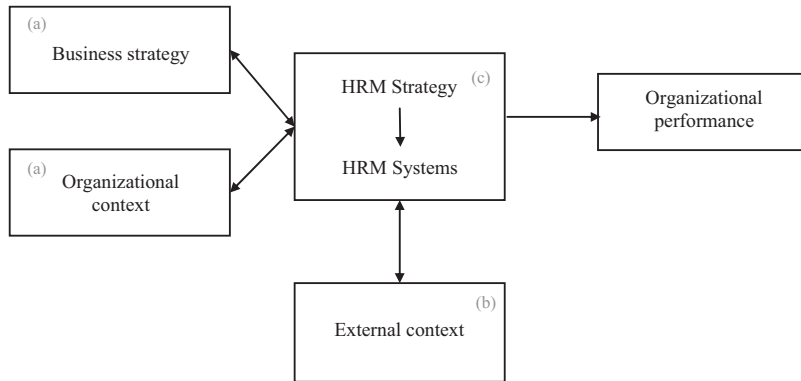 (a)
Business strategy
(a)
Organizational
context
(c)
HRM Strategy
HRM Systems
Organizational
performance
(b)
External context